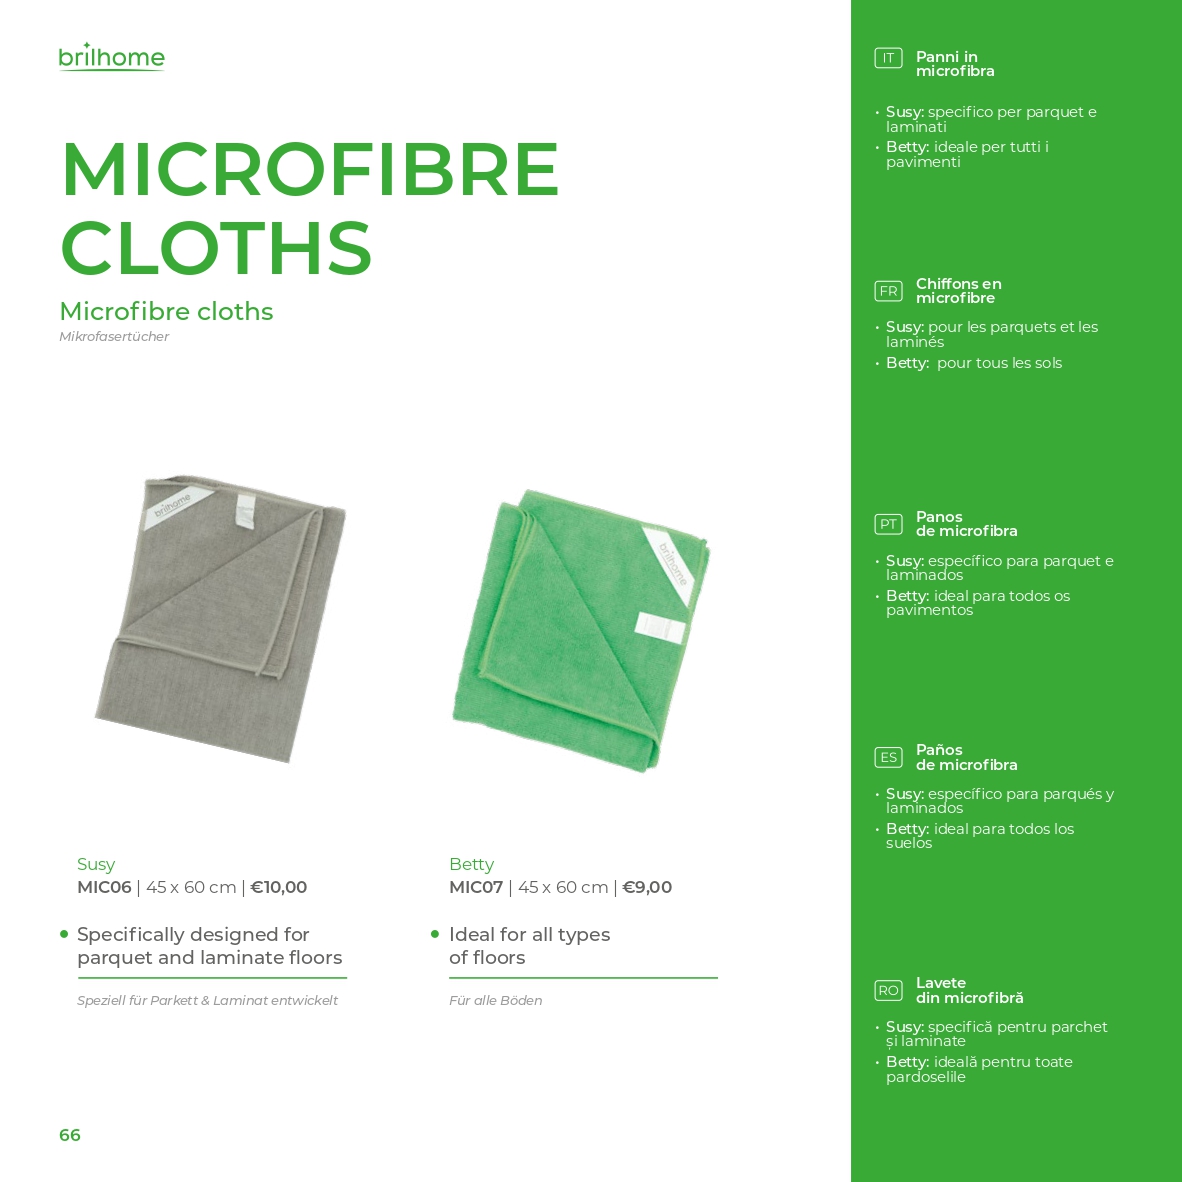 brilhome
MICROFIBRE
CLOTHS
Microfibre cloths
Mikrofasertücher
brilhome
brilhome
Susy
MIC06 | 45 x 60 cm | €10,00
• Specifically designed for
parquet and laminate floors
Speziell für Parkett & Laminat entwickelt
Betty
MIC07 | 45 x 60 cm | €9,00
• Ideal for all types
of floors
Für alle Böden
66
IT Panni in
microfibra
• Susy: specifico per parquet e
laminati
• Betty: ideale per tutti i
pavimenti
FR Chiffons en
microfibre
• Susy: pour les parquets et les
laminés
• Betty: pour tous les sols
PT Panos
de microfibra
• Susy: específico para parquet e
laminados
• Betty: ideal para todos os
pavimentos
ES Paños
de microfibra
• Susy: específico para parqués y
laminados
• Betty: ideal para todos los
suelos
RO Lavete
din microfibră
• Susy: specifică pentru parchet
și laminate
• Betty: ideală pentru toate
pardoselile